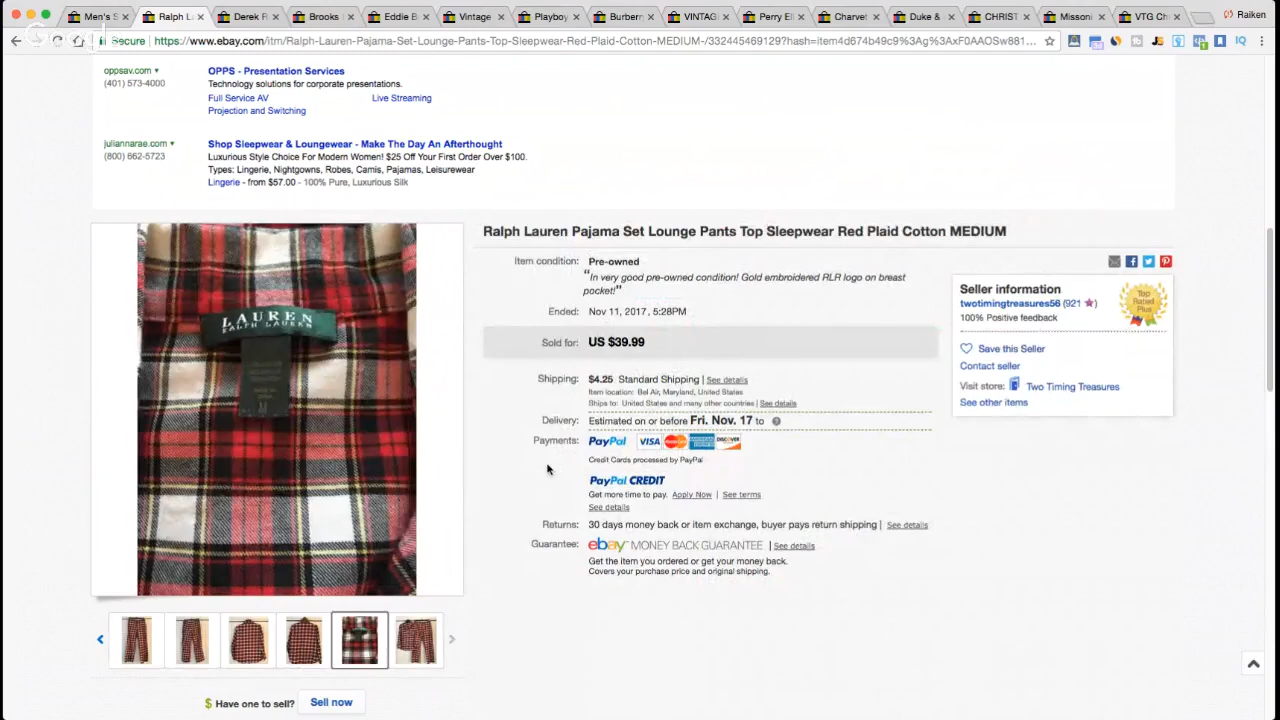 Men's S
Ralph L
Derek R
Brooks
Eddie B
Vintage
Playboy
Burberr
VINTAG
Perry Ell
Charvet
Duke &
CHRIST
Missoni
VTG Ch
Raiken
Secure https://www.ebay.com/itm/Ralph-Lauren-Pajama-Set-Lounge-Pants-Top-Sleepwear-Red-Plaid-Cotton-MEDIUM-/332445469129?hash=item4d674b49c9%3Ag%3AxF0AAOSw881...
oppsav.com
OPPS - Presentation Services
(401) 573-4000
Technology solutions for corporate presentations.
Full Service AV Live Streaming
Projection and Switching
juliannarae.com
Shop Sleepwear & Loungewear - Make The Day An Afterthought
(800) 662-5723
Luxurious Style Choice For Modern Women! $25 Off Your First Order Over $100.
Types: Lingerie, Nightgowns, Robes, Camis, Pajamas, Leisurewear
Lingerie - from $57.00 - 100% Pure, Luxurious Silk
LAUREN
RALPH LAUREN
M
Ralph Lauren Pajama Set Lounge Pants Top Sleepwear Red Plaid Cotton MEDIUM
Item condition: Pre-owned
"In very good pre-owned condition! Gold embroidered RLR logo on breast
pocket!"
Ended: Nov 11, 2017, 5:28PM
Sold for: US $39.99
Shipping: $4.25 Standard Shipping | See details
Item location: Bel Air, Maryland, United States
Ships to: United States and many other countries | See details
Delivery: Estimated on or before Fri. Nov. 17 to
Payments: PayPal VISA MasterCard DISCOVER
Credit Cards processed by PayPal
PayPal CREDIT
Get more time to pay. Apply Now | See terms
See details
Returns: 30 days money back or item exchange, buyer pays return shipping | See details
Guarantee: ebay MONEY BACK GUARANTEE | See details
Get the item you ordered or get your money back.
Covers your purchase price and original shipping.
Seller information
twotimingtreasures56 (921 )
100% Positive feedback
Top
Rated
Plus
Save this Seller
Contact seller
Visit store: Two Timing Treasures
See other items
$ Have one to sell? Sell now